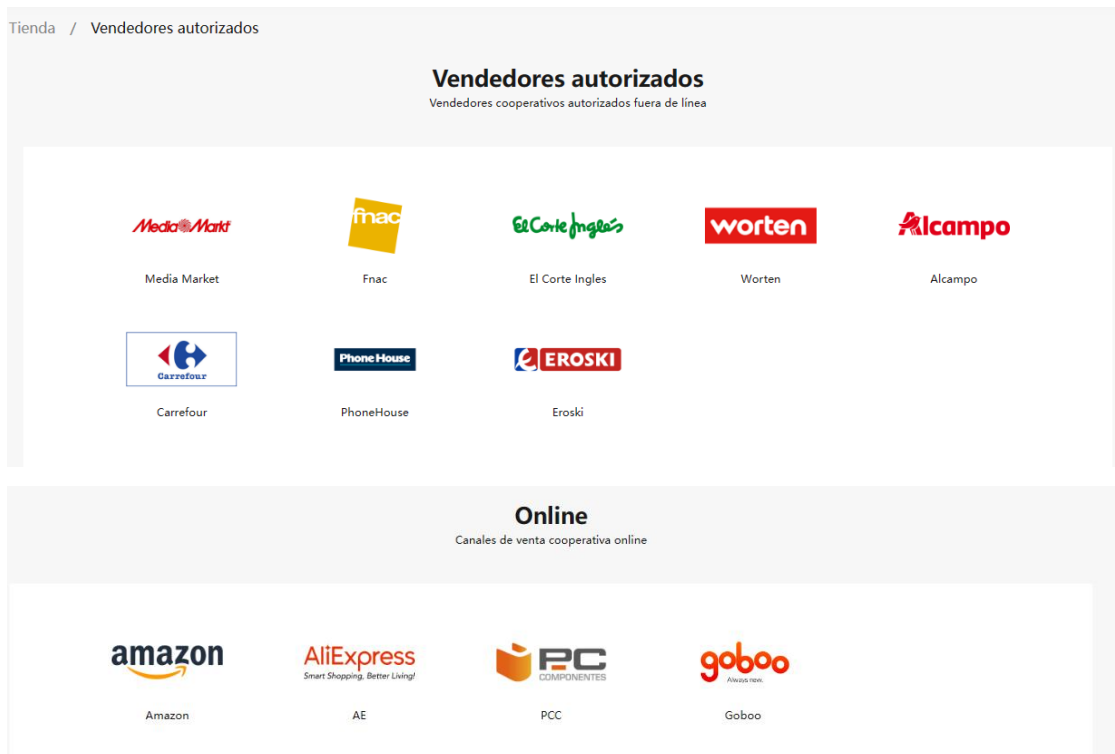 Tienda / Vendedores autorizados
Vendedores autorizados
Vendedores cooperativos autorizados fuera de línea
Media Markt
fnac
El Corte Inglés
worten
Alcampo
Media Market
Fnac
El Corte Ingles
Worten
Alcampo
Carrefour
Phone House
EROSKI
Carrefour
PhoneHouse
Eroski
Online
Canales de venta cooperativa online
amazon
AliExpress
Smart Shopping, Better Living!
PC
COMPONENTES
goboo
Always new.
Amazon
AE
PCC
Goboo